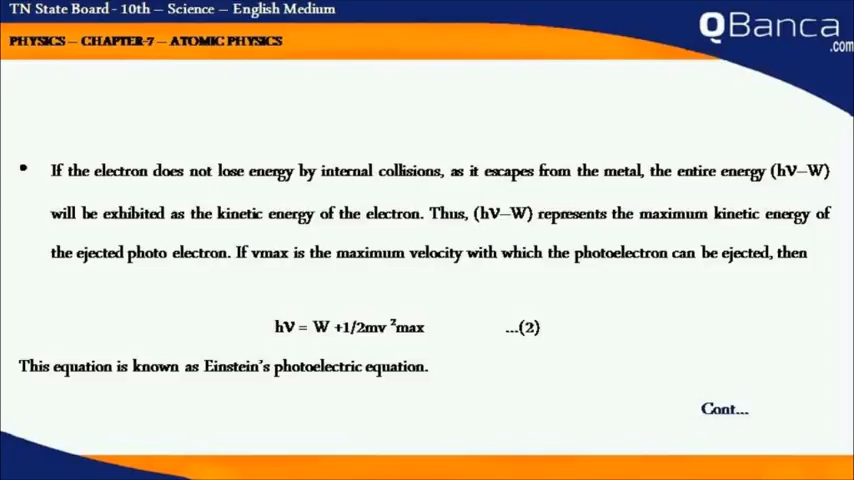 TN State Board - 10th – Science – English Medium
QBanca
.com
PHYSICS – CHAPTER-7 – ATOMIC PHYSICS
• If the electron does not lose energy by internal collisions, as it escapes from the metal, the entire energy (hν–W)
will be exhibited as the kinetic energy of the electron. Thus, (hν–W) represents the maximum kinetic energy of
the ejected photo electron. If vmax is the maximum velocity with which the photoelectron can be ejected, then
hν = W +1/2mv ²max ...(2)
This equation is known as Einstein's photoelectric equation.
Cont...